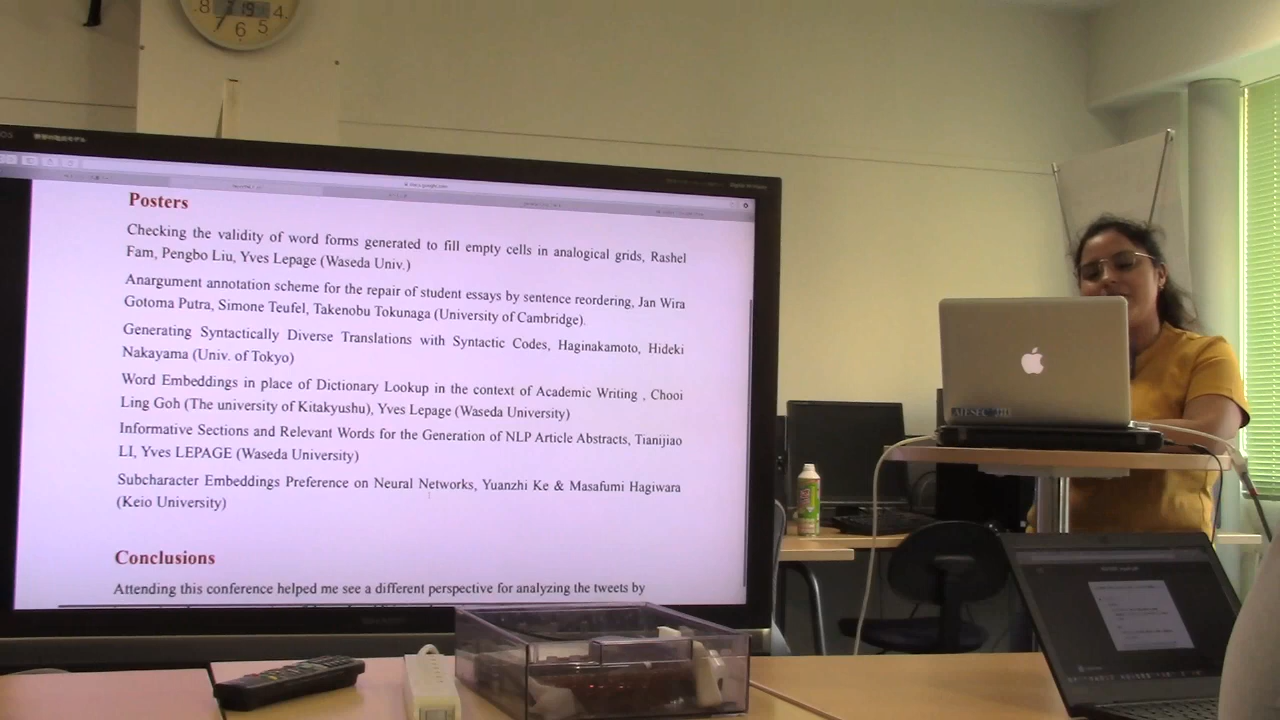 8 4
7 6 5
Posters
Checking the validity of word forms generated to fill empty cells in analogical grids, Rashel
Fam, Pengbo Liu, Yves Lepage (Waseda Univ.)
Anargument annotation scheme for the repair of student essays by sentence reordering, Jan Wira
Gotoma Putra, Simone Teufel, Takenobu Tokunaga (University of Cambridge).
Generating Syntactically Diverse Translations with Syntactic Codes, Haginakamoto, Hideki
Nakayama (Univ. of Tokyo)
Word Embeddings in place of Dictionary Lookup in the context of Academic Writing , Chooi
Ling Goh (The university of Kitakyushu), Yves Lepage (Waseda University)
Informative Sections and Relevant Words for the Generation of NLP Article Abstracts, Tianijiao
LI, Yves LEPAGE (Waseda University)
Subcharacter Embeddings Preference on Neural Networks, Yuanzhi Ke & Masafumi Hagiwara
(Keio University)
Conclusions
Attending this conference helped me see a different perspective for analyzing the tweets by